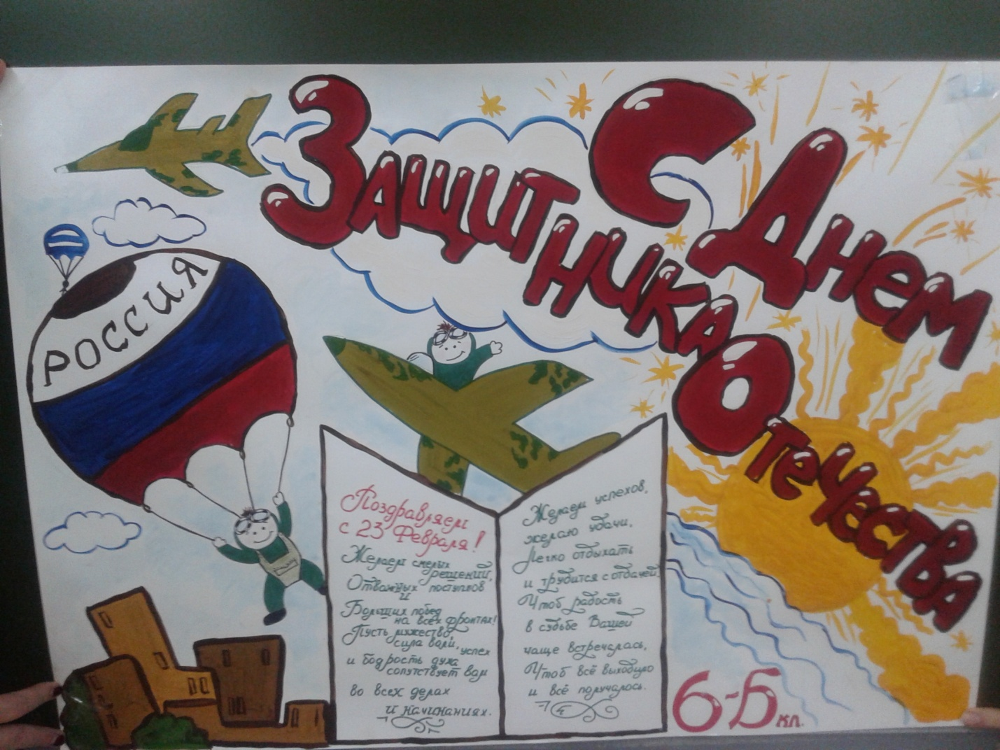 С Днем
Защитника
Отечества
РОССИЯ
Поздравляем
с 23 Февраля!
Желаем смелых
решений,
Отважных поступков
и
Больших побед
на всех фронтах!
Пусть мужество,
сила воли, успех
и бодрость духа
сопутствует вам
во всех делах
и начинаниях.
Желаем успехов,
желаю удачи,
Легко отдыхать
и трудится с отдачей
Чтоб радость
в судьбе Вашей
чаще встречалась,
Чтоб всё выходило
и всё получалось.
6-Б кл.